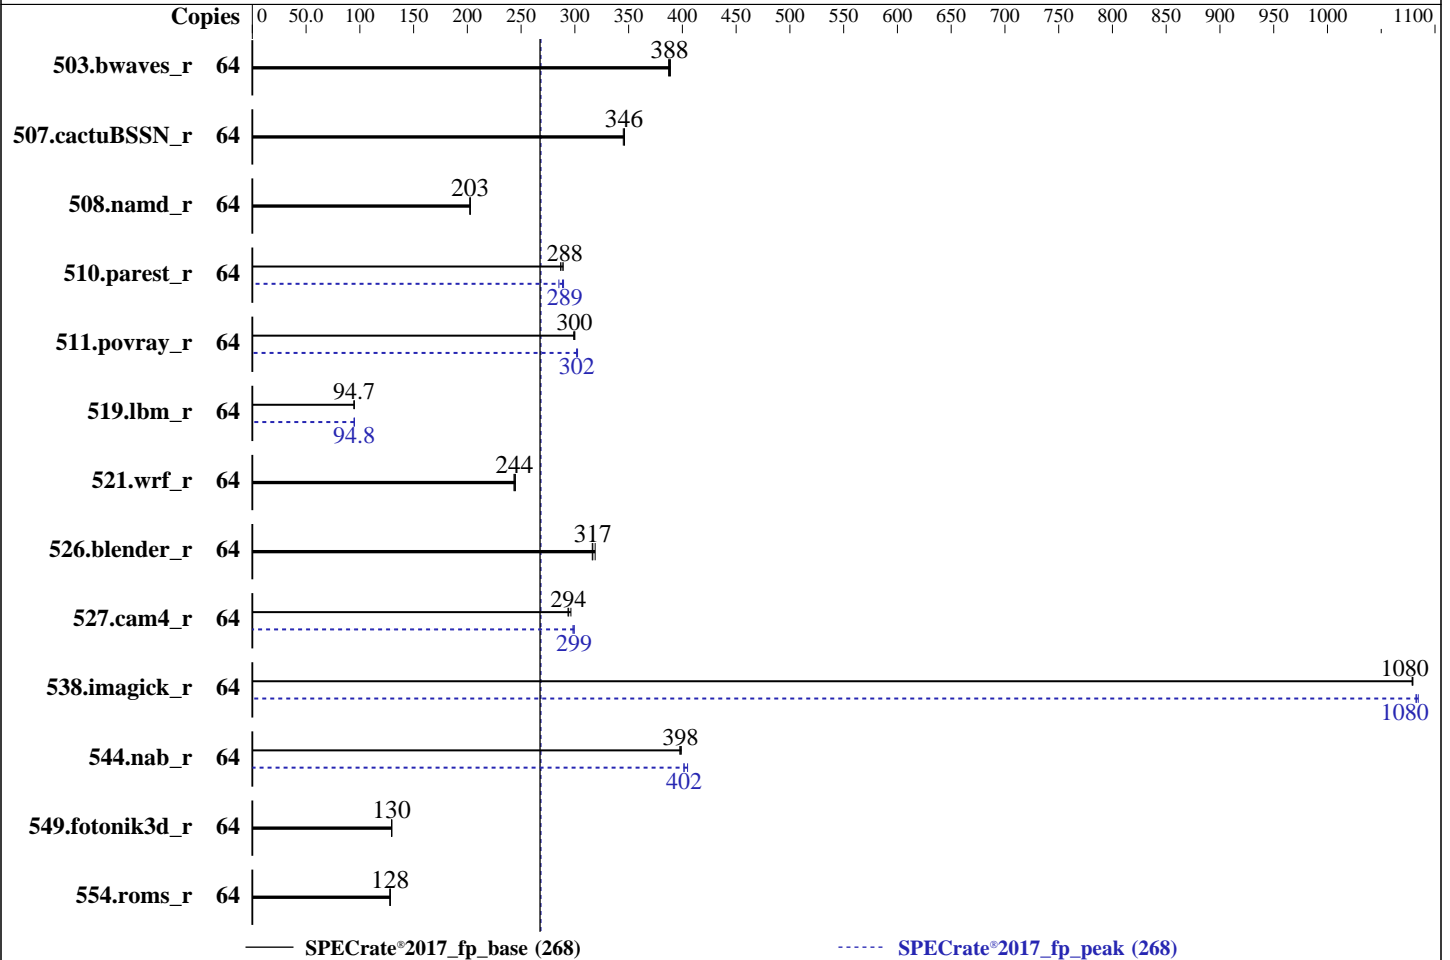 Copies 0 50.0 100 150 200 250 300 350 400 450 500 550 600 650 700 750 800 850 900 950 1000 1100
388
503.bwaves_r 64
346
507.cactuBSSN_r 64
203
508.namd_r 64
288
510.parest_r 64
289
300
511.povray_r 64
302
94.7
519.lbm_r 64
94.8
244
521.wrf_r 64
317
526.blender_r 64
294
527.cam4_r 64
299
1080
538.imagick_r 64
1080
398
544.nab_r 64
402
130
549.fotonik3d_r 64
128
554.roms_r 64
SPECrate®2017_fp_base (268) SPECrate®2017_fp_peak (268)